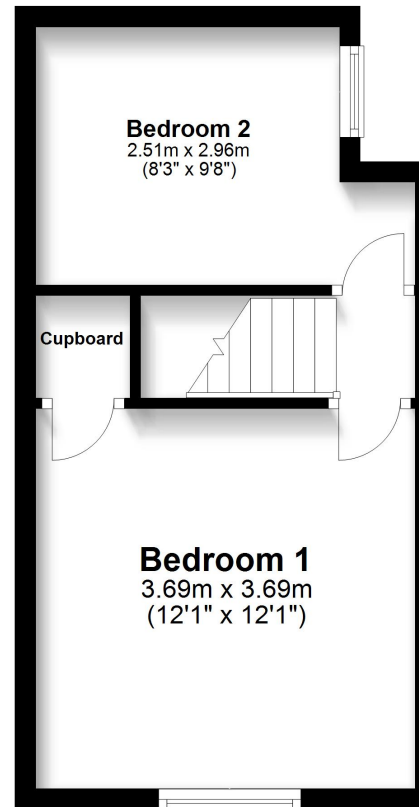 Bedroom 2
2.51m x 2.96m
(8'3" x 9'8")
Cupboard
Bedroom 1
3.69m x 3.69m
(12'1" x 12'1")